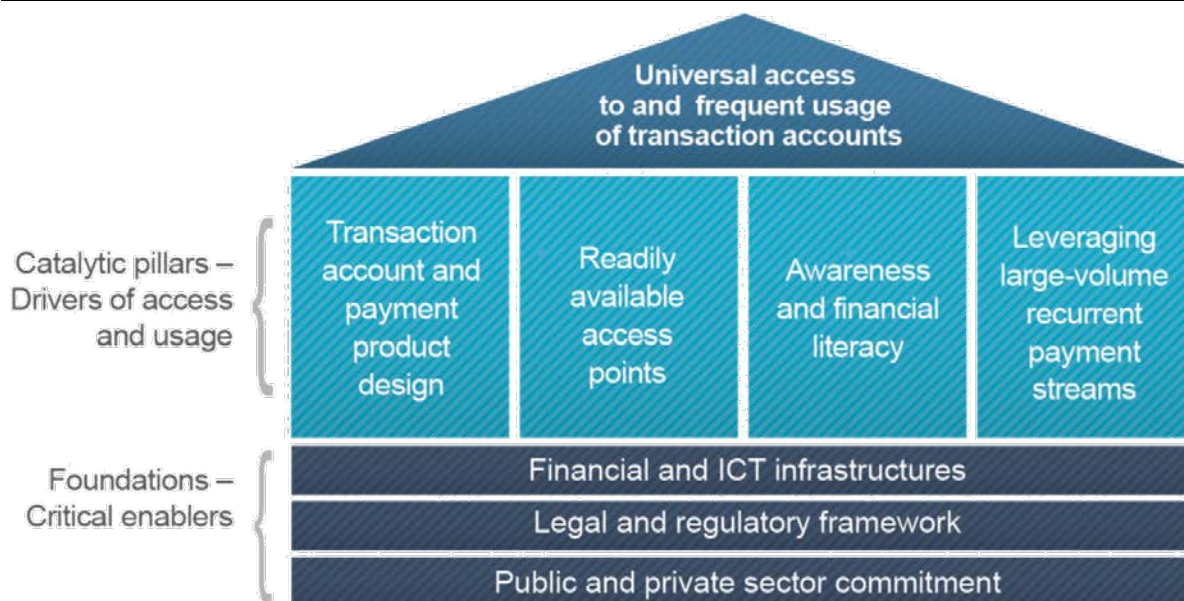 Universal access
to and frequent usage
of transaction accounts
Catalytic pillars –
Drivers of access
and usage
Transaction
account and
payment
product
design
Readily
available
access
points
Awareness
and financial
literacy
Leveraging
large-volume
recurrent
payment
streams
Foundations –
Critical enablers
Financial and ICT infrastructures
Legal and regulatory framework
Public and private sector commitment